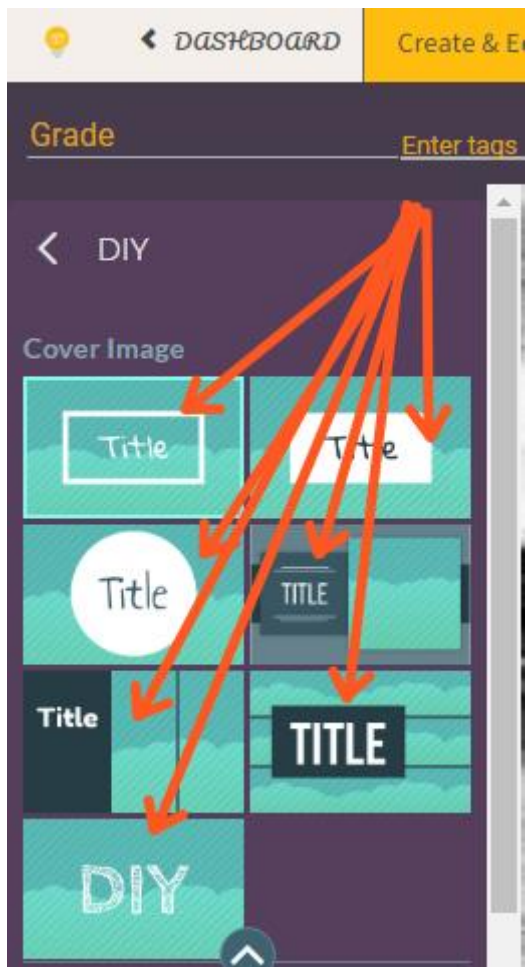 DASHBOARD
Create & E
Grade
Enter tags
DIY
Cover Image
Title
Title
Title
TITLE
Title
TITLE
DIY